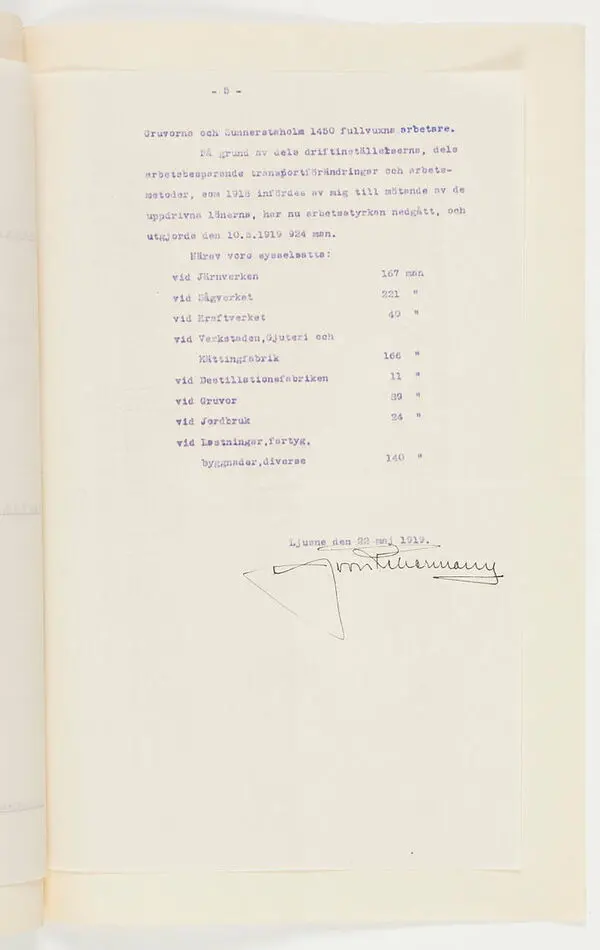 - 5 -
Gruvorna och Sunnerstaholm 1450 fullvuxna arbetare.
På grund av dels driftinställelserna, dels
arbetsbesparande transportförändringar och arbets-
metoder, som 1918 infördes av mig till mötande av de
uppdrivna lönerna, har nu arbetsstyrkan nedgått, och
utgjorde den 10.5.1919 924 man.
Härav voro sysselsatta:
vid Järnverken 167 man
vid Sågverket 221 "
vid Kraftverket "
vid Verkstaden,Gjuteri och
Kättingfabrik 166 "
vid Destillationsfabriken 11 "
vid Gruvor "
vid Jordbruk 24 "
vid Lastningar,fartyg,
byggnader,diverse 140 "
Ljusne den 22 maj 1919.